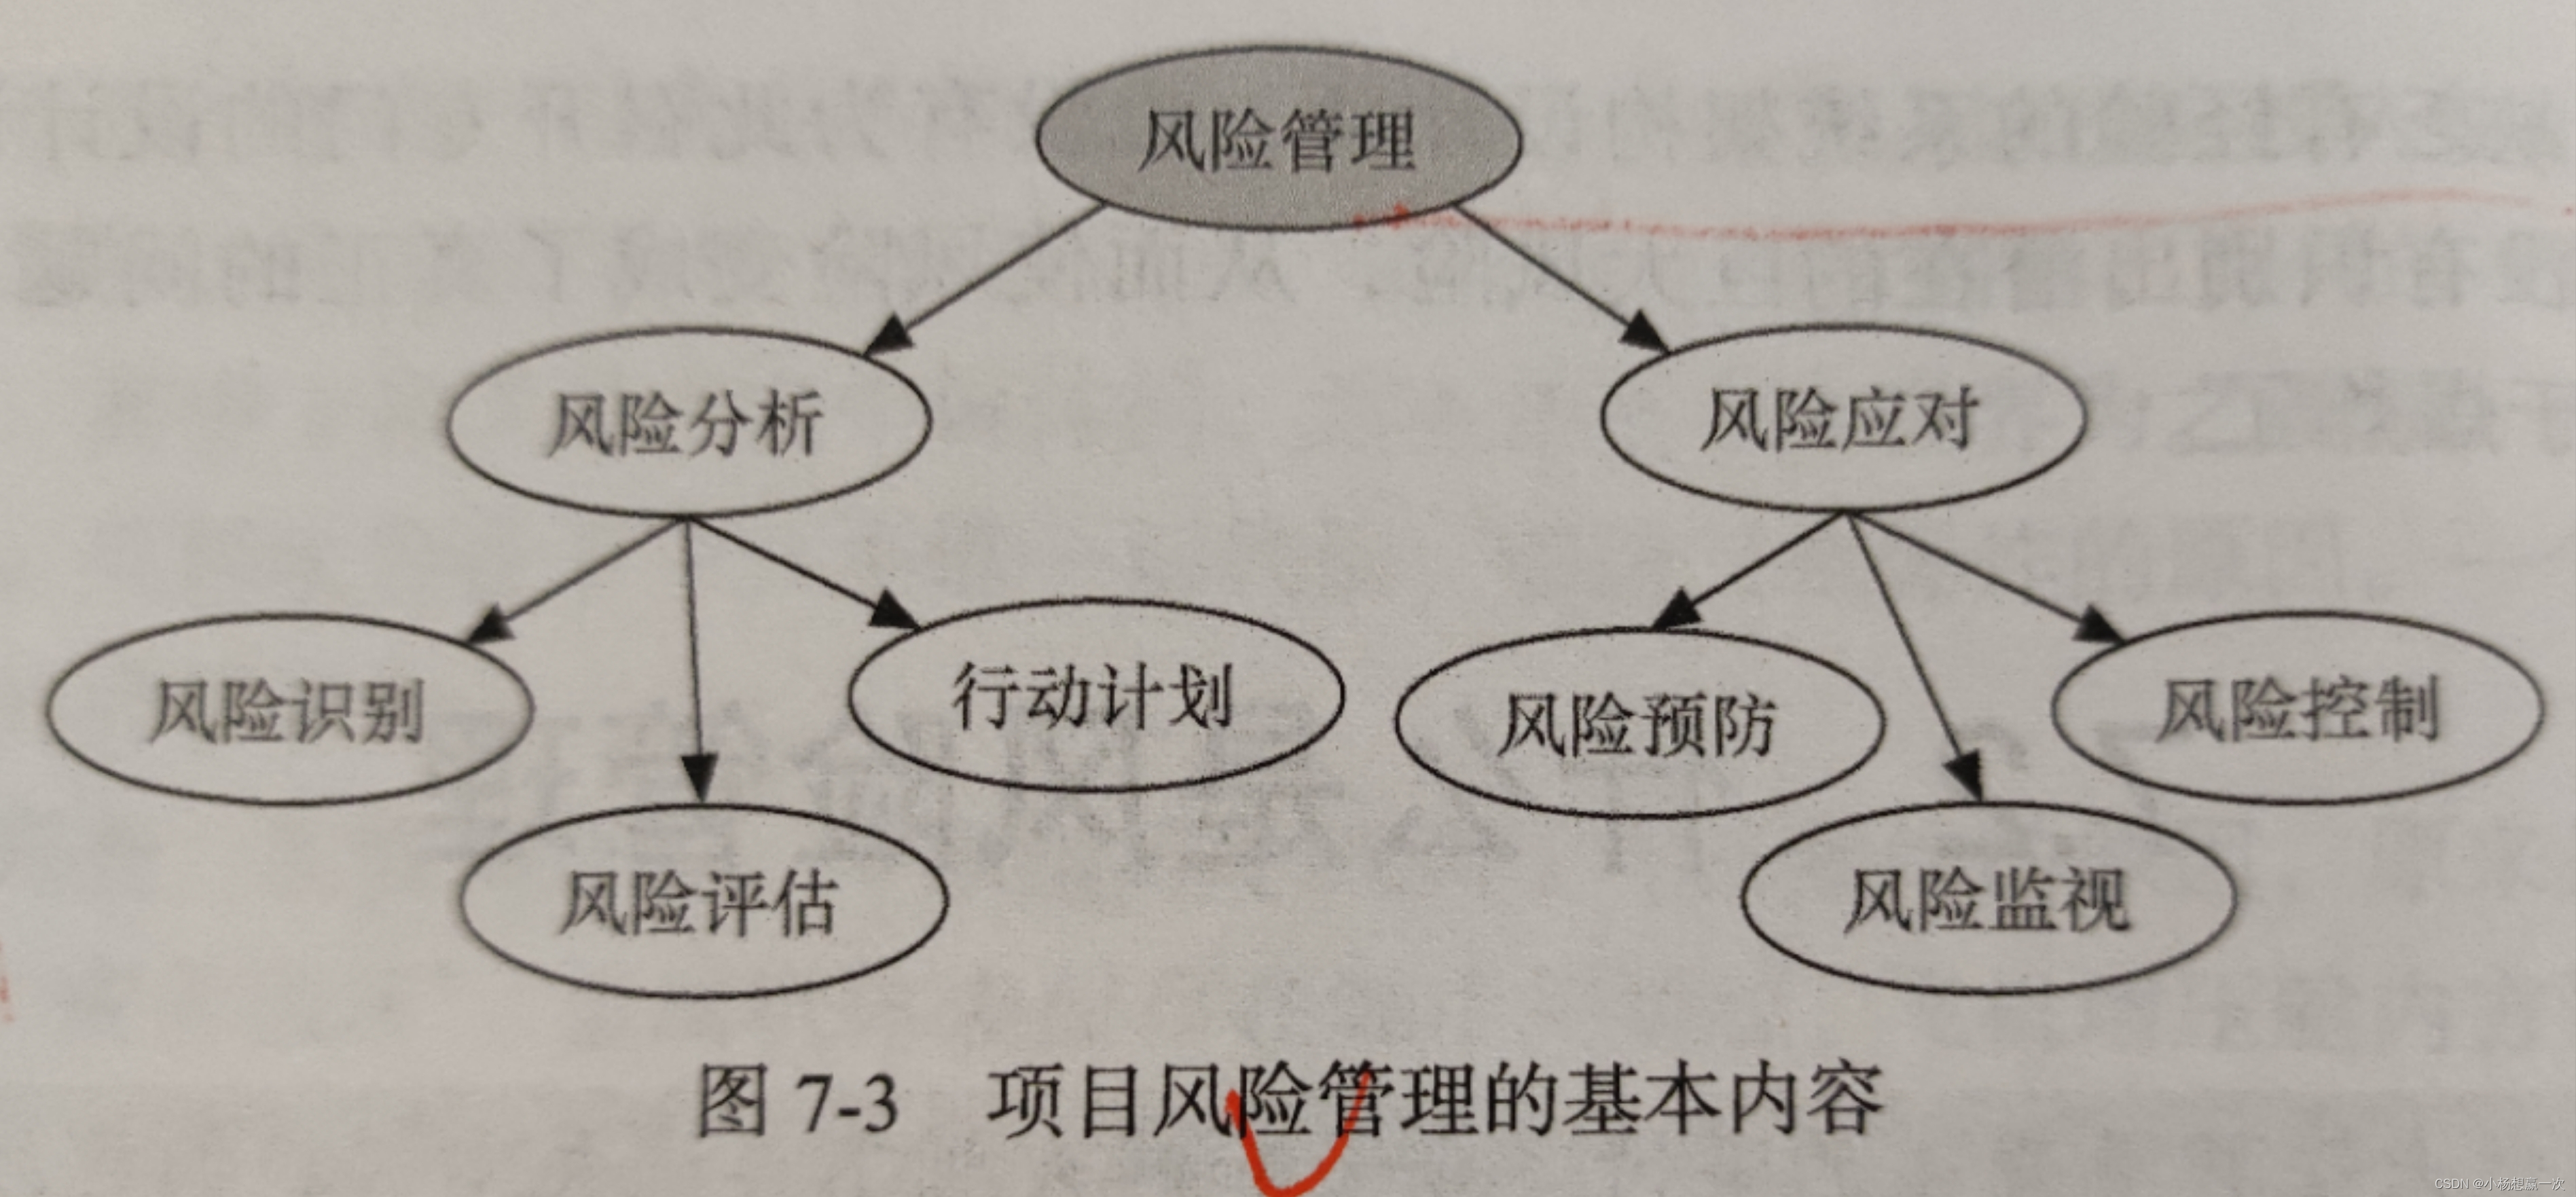 风险管理
风险分析
风险应对
风险识别
行动计划
风险预防
风险控制
风险评估
风险监视
图 7-3 项目风险管理的基本内容
CSDN @小杨想赢一次